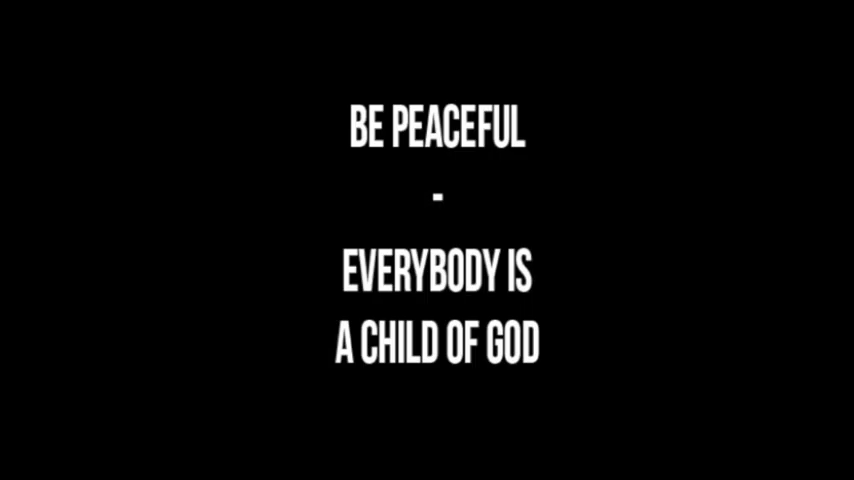 BE PEACEFUL
-
EVERYBODY IS
A CHILD OF GOD